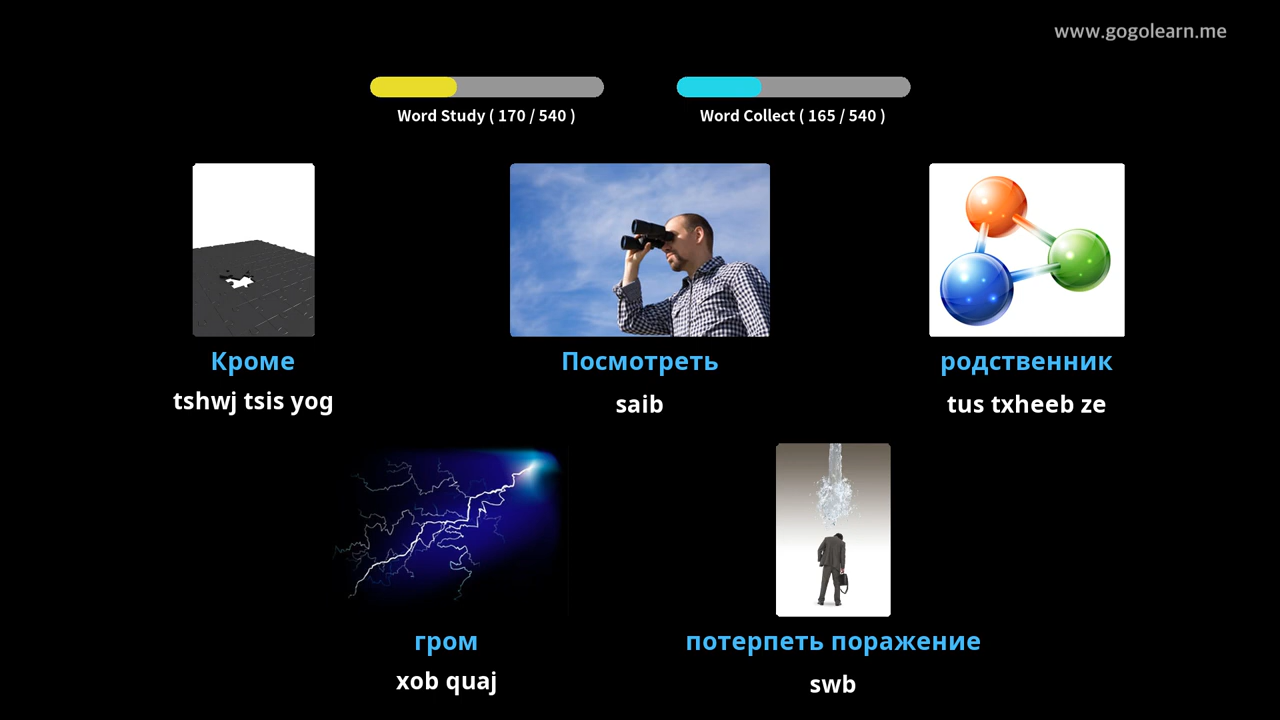 www.gogolearn.me
Word Study ( 170 / 540 )
Word Collect ( 165 / 540 )
Кроме
tshwj tsis yog
Посмотреть
saib
родственник
tus txheeb ze
гром
xob quaj
потерпеть поражение
swb